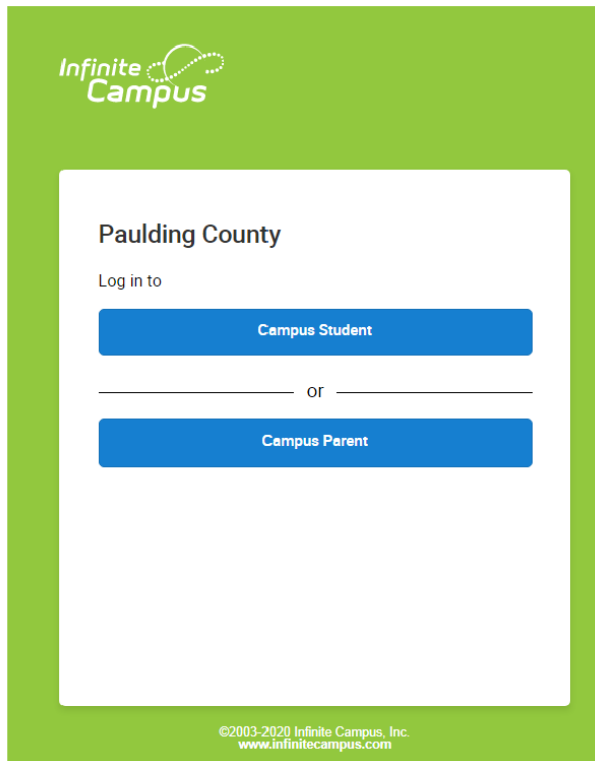 Infinite
Campus
Paulding County
Log in to
Campus Student
or
Campus Parent
©2003-2020 Infinite Campus, Inc.
www.infinitecampus.com